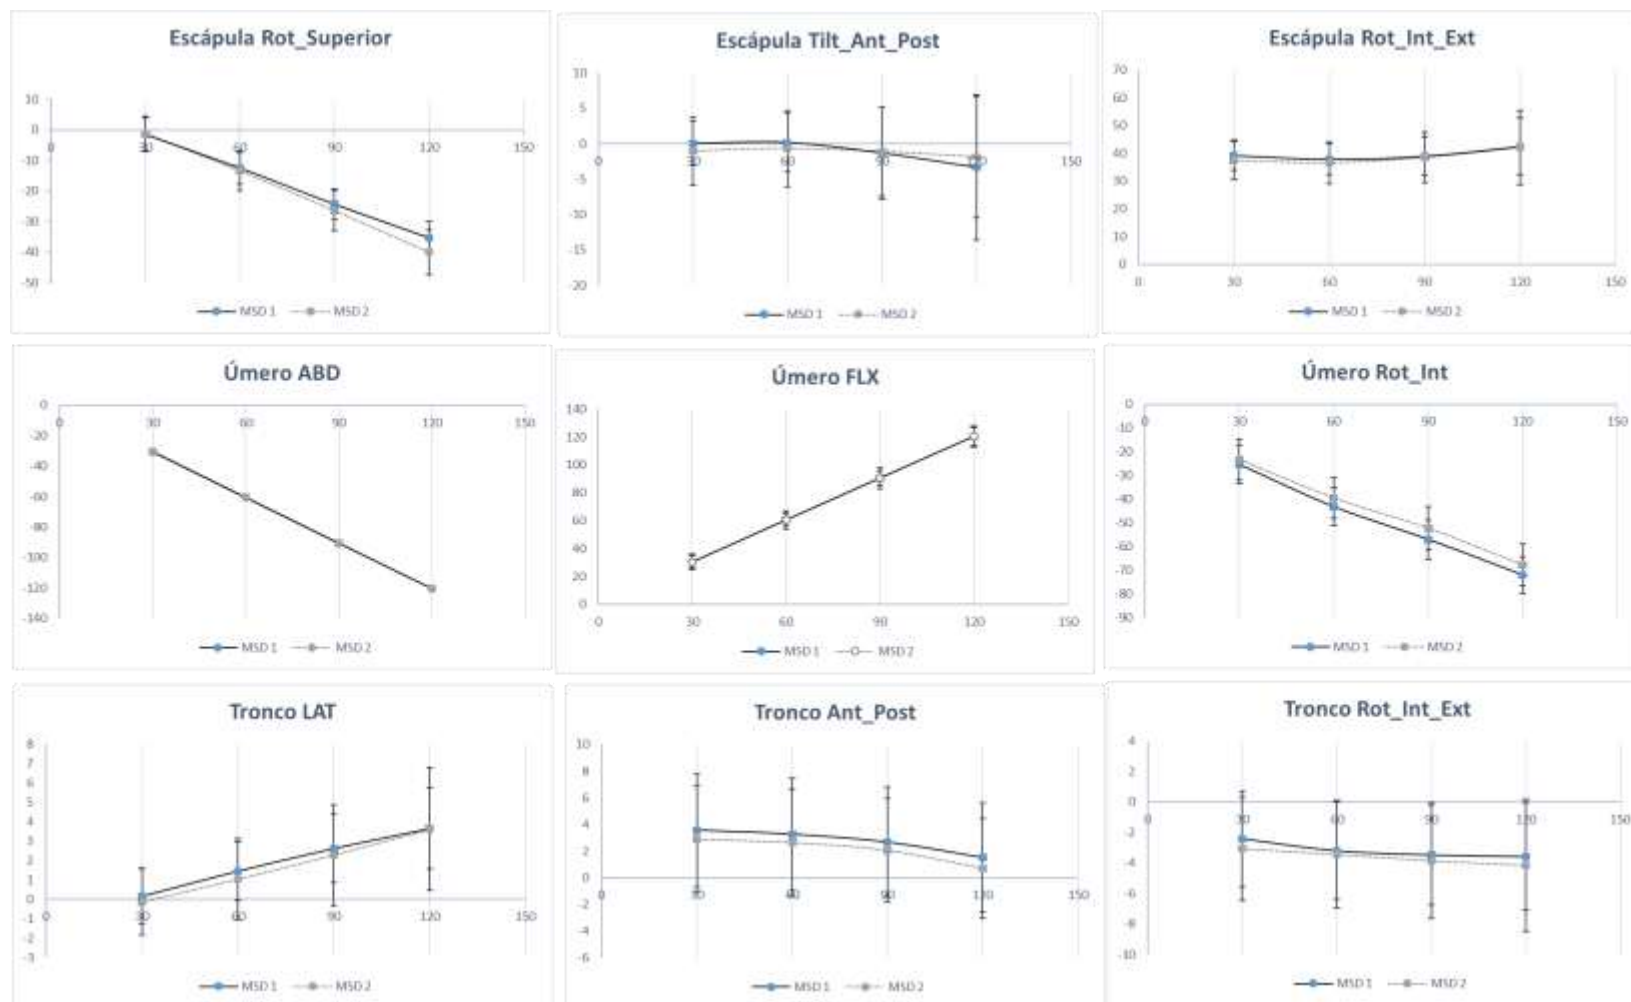 Escápula Rot_Superior
10
0
-10
-20
-30
-40
-50
0 30 60 90 120 150
MSD 1 MSD 2
Escápula Tilt_Ant_Post
10
5
0
-5
-10
-15
-20
0 30 60 90 120 150
MSD 1 MSD 2
Escápula Rot_Int_Ext
70
60
50
40
30
20
10
0
0 30 60 90 120 150
MSD 1 MSD 2
Úmero ABD
0
-20
-40
-60
-80
-100
-120
-140
0 30 60 90 120 150
MSD 1 MSD 2
Úmero FLX
140
120
100
80
60
40
20
0
0 30 60 90 120 150
MSD 1 MSD 2
Úmero Rot_Int
0
-10
-20
-30
-40
-50
-60
-70
-80
-90
0 30 60 90 120 150
MSD 1 MSD 2
Tronco LAT
8
7
6
5
4
3
2
1
0
-1
-2
-3
0 30 60 90 120 150
MSD 1 MSD 2
Tronco Ant_Post
10
8
6
4
2
0
-2
-4
-6
0 30 60 90 120 150
MSD 1 MSD 2
Tronco Rot_Int_Ext
4
2
0
-2
-4
-6
-8
-10
0 30 60 90 120 150
MSD 1 MSD 2